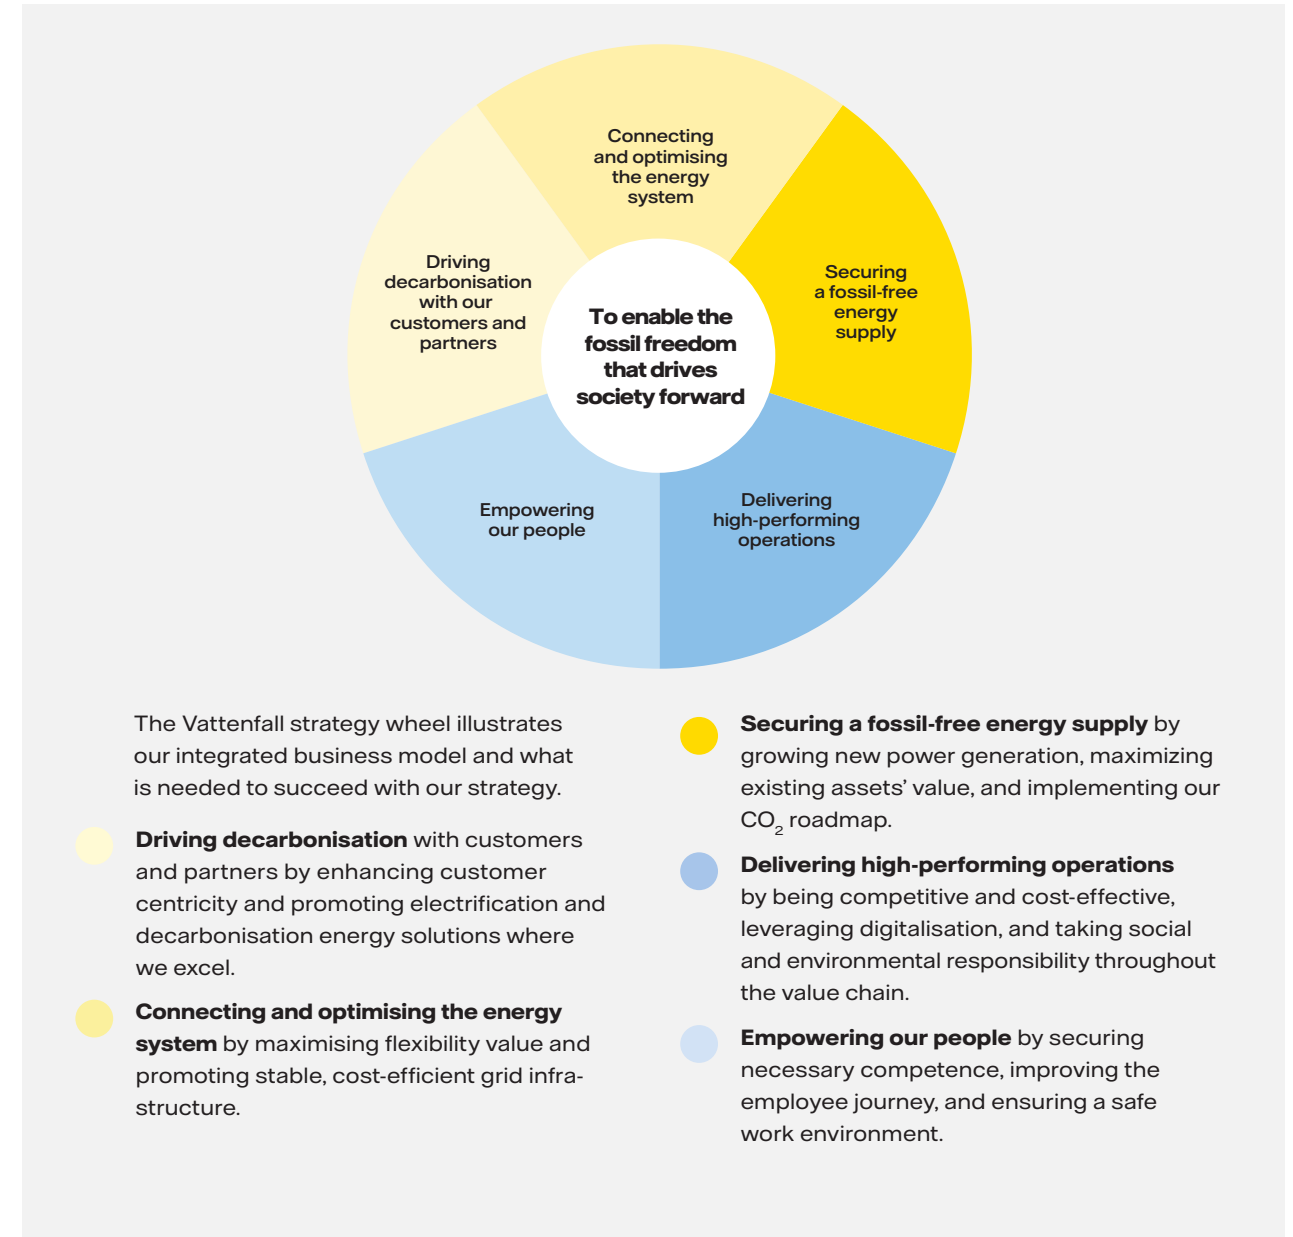 Connecting
and optimising
the energy
system
Driving
decarbonisation
with our
customers and
partners
Securing
a fossil-free
energy
supply
To enable the
fossil freedom
that drives
society forward
Empowering
our people
Delivering
high-performing
operations
The Vattenfall strategy wheel illustrates
our integrated business model and what
is needed to succeed with our strategy.
Driving decarbonisation with customers
and partners by enhancing customer
centricity and promoting electrification and
decarbonisation energy solutions where
we excel.
Connecting and optimising the energy
system by maximising flexibility value and
promoting stable, cost-efficient grid infra-
structure.
Securing a fossil-free energy supply by
growing new power generation, maximizing
existing assets’ value, and implementing our
CO₂ roadmap.
Delivering high-performing operations
by being competitive and cost-effective,
leveraging digitalisation, and taking social
and environmental responsibility throughout
the value chain.
Empowering our people by securing
necessary competence, improving the
employee journey, and ensuring a safe
work environment.